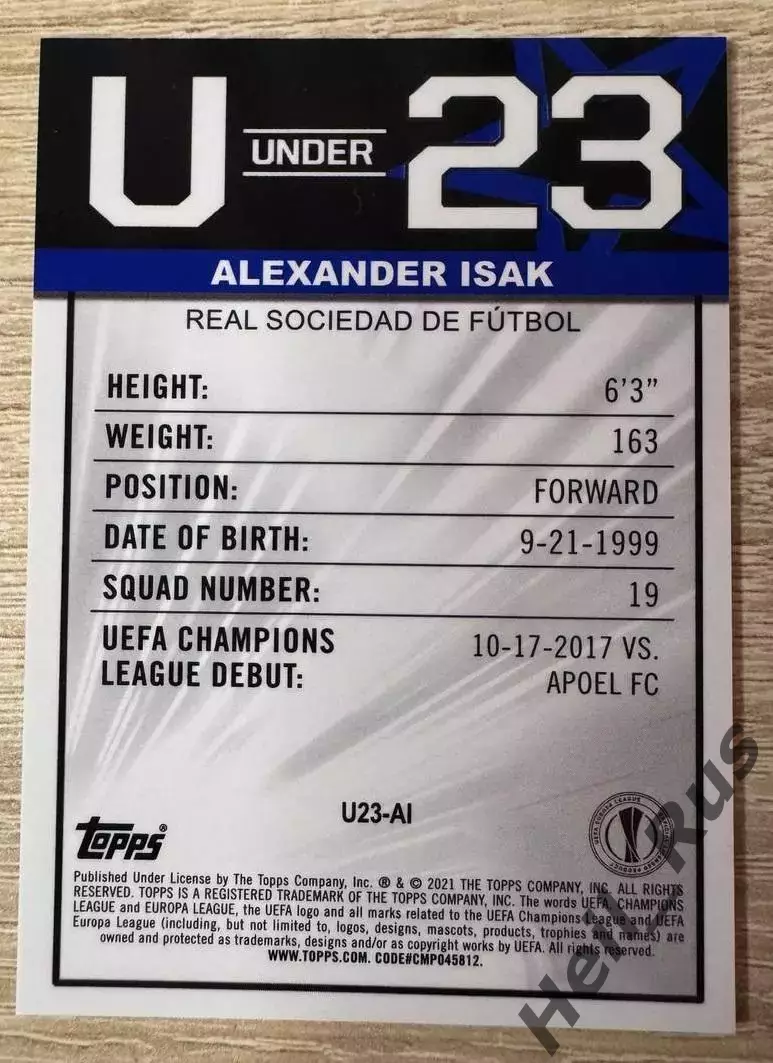 U UNDER 23
ALEXANDER ISAK
REAL SOCIEDAD DE FÚTBOL
HEIGHT: 6'3"
WEIGHT: 163
POSITION: FORWARD
DATE OF BIRTH: 9-21-1999
SQUAD NUMBER: 19
UEFA CHAMPIONS LEAGUE DEBUT: 10-17-2017 VS. APOEL FC
U23-AI
topps®
UEFA EUROPA LEAGUE
Published Under License by The Topps Company, Inc. ® & © 2021 THE TOPPS COMPANY, INC. ALL RIGHTS
RESERVED. TOPPS IS A REGISTERED TRADEMARK OF THE TOPPS COMPANY, INC. The words UEFA, CHAMPIONS
LEAGUE and EUROPA LEAGUE, the UEFA logo and all marks related to the UEFA Champions League and UEFA
Europa League (including, but not limited to, logos, designs, mascots, products, trophies and names) are
owned and protected as trademarks, designs and/or as copyright works by UEFA. All rights reserved.
WWW.TOPPS.COM. CODE#CMP045812.